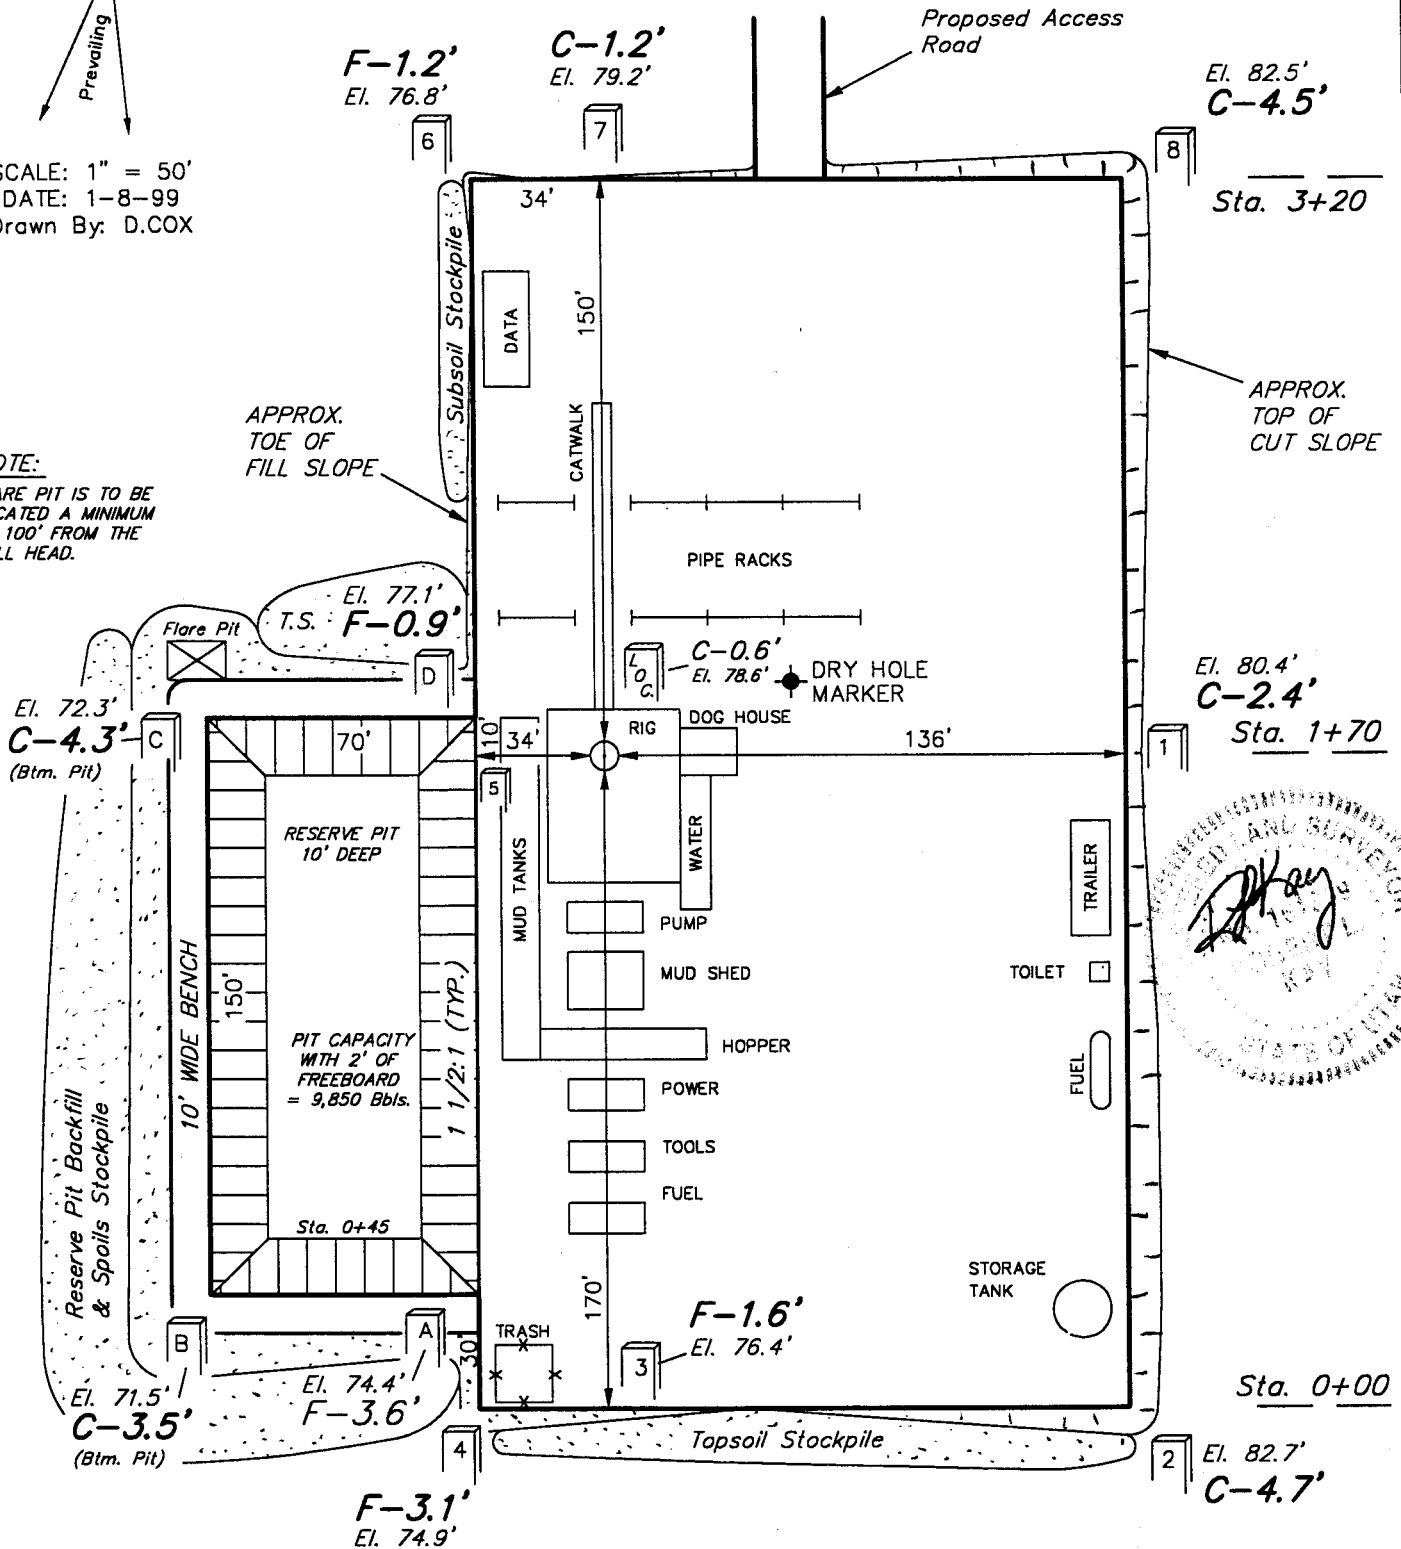 Prevailing
SCALE: 1" = 50'
DATE: 1-8-99
Drawn By: D.COX
F-1.2'
El. 76.8'
6
C-1.2'
El. 79.2'
7
Proposed Access
Road
El. 82.5'
C-4.5'
8
Sta. 3+20
34'
150'
Subsoil Stockpile
DATA
CATWALK
APPROX.
TOE OF
FILL SLOPE
APPROX.
TOP OF
CUT SLOPE
OTE:
ARE PIT IS TO BE
CATED A MINIMUM
100' FROM THE
LL HEAD.
PIPE RACKS
El. 77.1'
T.S. F-0.9'
Flare Pit
D
LOC.
C-0.6'
El. 78.6'
DRY HOLE
MARKER
El. 80.4'
C-2.4'
Sta. 1+70
1
El. 72.3'
C-4.3'
(Btm. Pit)
C
70'
10'
34'
RIG
DOG HOUSE
136'
5
RESERVE PIT
10' DEEP
MUD TANKS
WATER
TRAILER
LAND SURVEYOR
STATE OF UTAH
PUMP
MUD SHED
TOILET
10' WIDE BENCH
150'
1 1/2:1 (TYP.)
PIT CAPACITY
WITH 2' OF
FREEBOARD
= 9,850 Bbls.
HOPPER
POWER
FUEL
TOOLS
FUEL
Reserve Pit Backfill
& Spoils Stockpile
Sta. 0+45
170'
STORAGE
TANK
B
A
30'
TRASH
3
F-1.6'
El. 76.4'
El. 71.5'
C-3.5'
(Btm. Pit)
El. 74.4'
F-3.6'
Sta. 0+00
4
Topsoil Stockpile
2
El. 82.7'
C-4.7'
F-3.1'
El. 74.9'